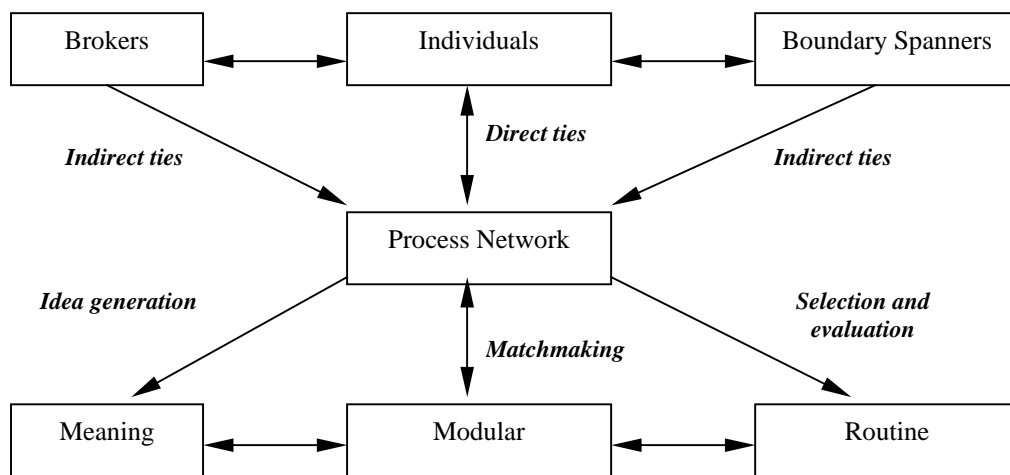 Brokers
Individuals
Boundary Spanners
Direct ties
Indirect ties
Indirect ties
Process Network
Idea generation
Selection and
evaluation
Matchmaking
Meaning
Modular
Routine